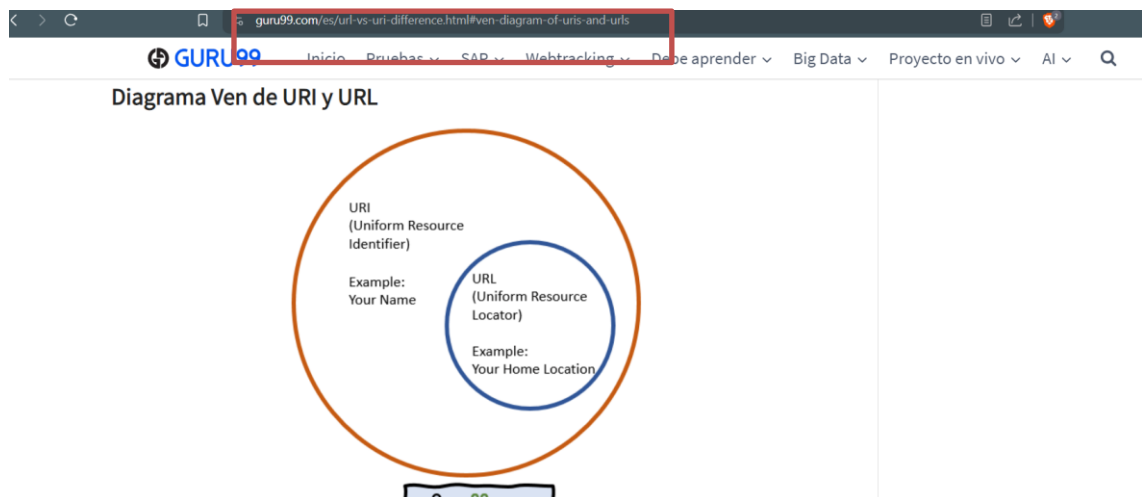 guru99.com/es/url-vs-uri-difference.html#ven-diagram-of-uris-and-urls
2
GURU99 Inicio Pruebas SAP Webtracking Debe aprender Big Data Proyecto en vivo AI
Diagrama Ven de URI y URL
URI
(Uniform Resource
Identifier)
Example:
Your Name
URL
(Uniform Resource
Locator)
Example:
Your Home Location